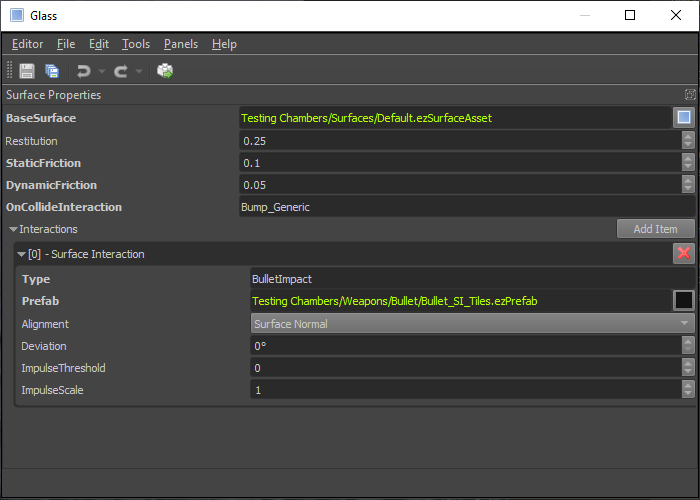 Glass
Editor File Edit Tools Panels Help
Surface Properties
BaseSurface Testing Chambers/Surfaces/Default.ezSurfaceAsset
Restitution 0.25
StaticFriction 0.1
DynamicFriction 0.05
OnCollideInteraction Bump_Generic
Interactions Add Item
[0] - Surface Interaction
Type BulletImpact
Prefab Testing Chambers/Weapons/Bullet/Bullet_SI_Tiles.ezPrefab
Alignment Surface Normal
Deviation 0°
ImpulseThreshold 0
ImpulseScale 1